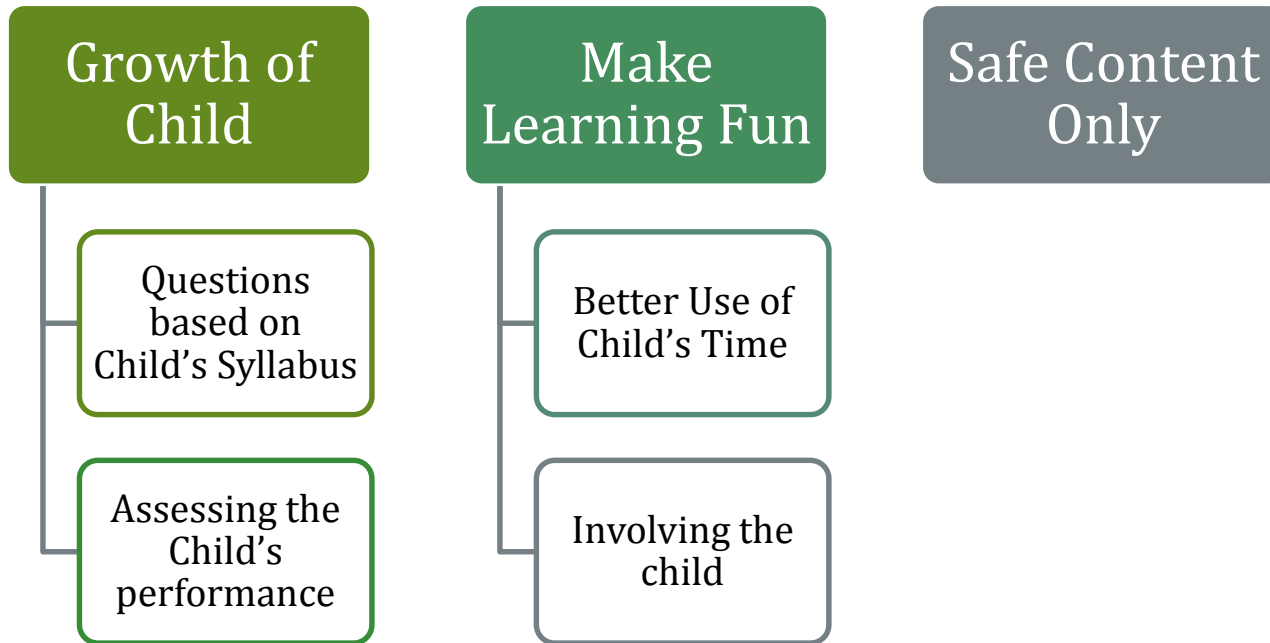 Growth of
Child
Questions
based on
Child’s Syllabus
Assessing the
Child’s
performance
Make
Learning Fun
Better Use of
Child’s Time
Involving the
child
Safe Content
Only